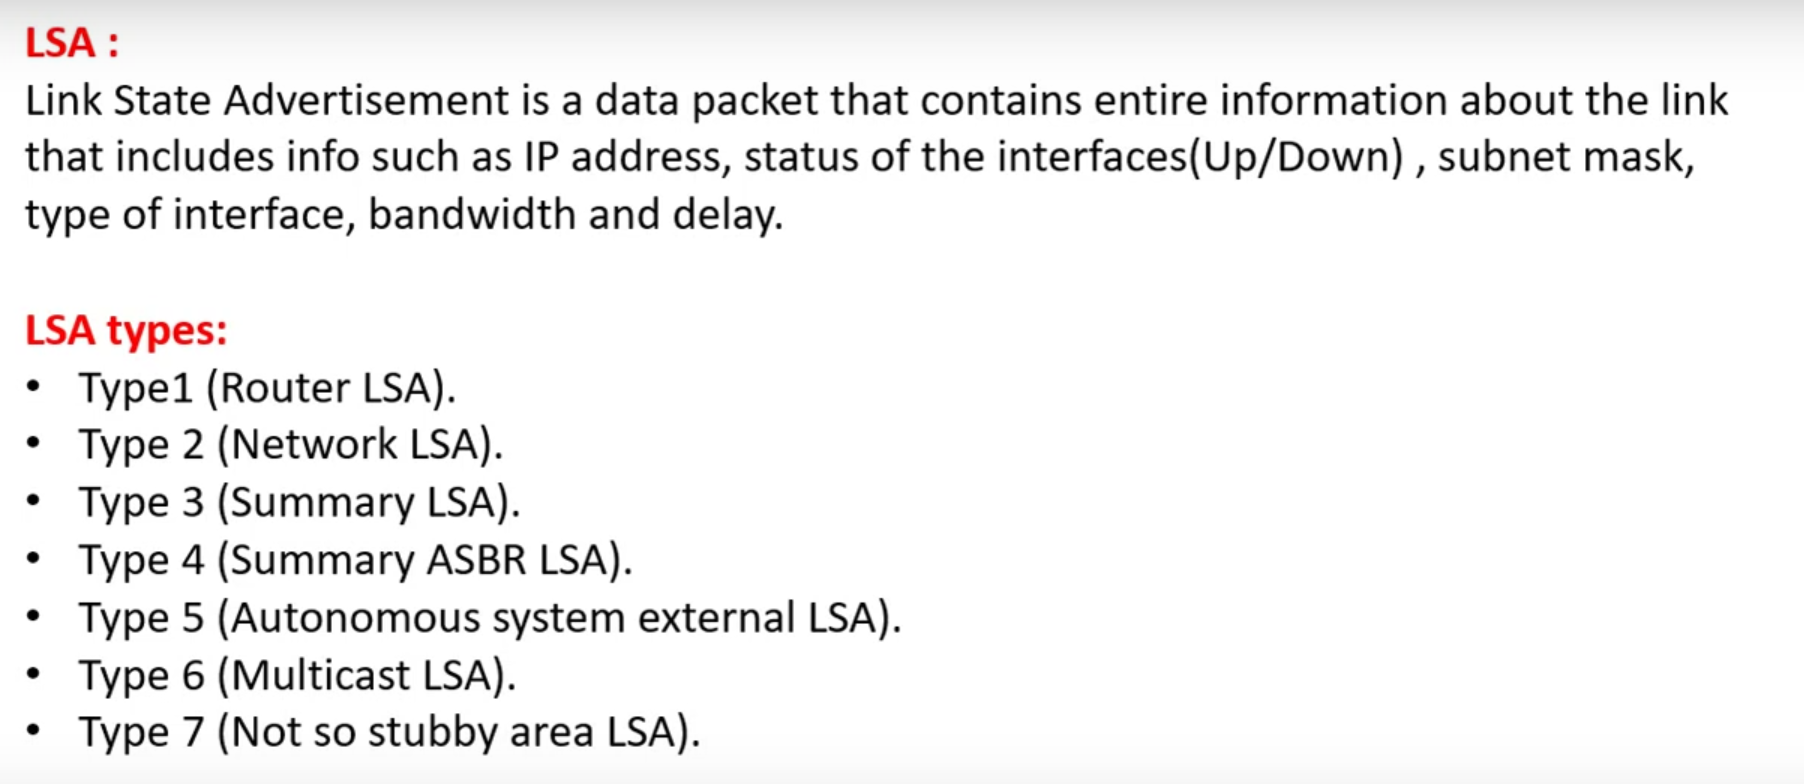 LSA :
Link State Advertisement is a data packet that contains entire information about the link
that includes info such as IP address, status of the interfaces(Up/Down) , subnet mask,
type of interface, bandwidth and delay.
LSA types:
• Type1 (Router LSA).
• Type 2 (Network LSA).
• Type 3 (Summary LSA).
• Type 4 (Summary ASBR LSA).
• Type 5 (Autonomous system external LSA).
• Type 6 (Multicast LSA).
• Type 7 (Not so stubby area LSA).